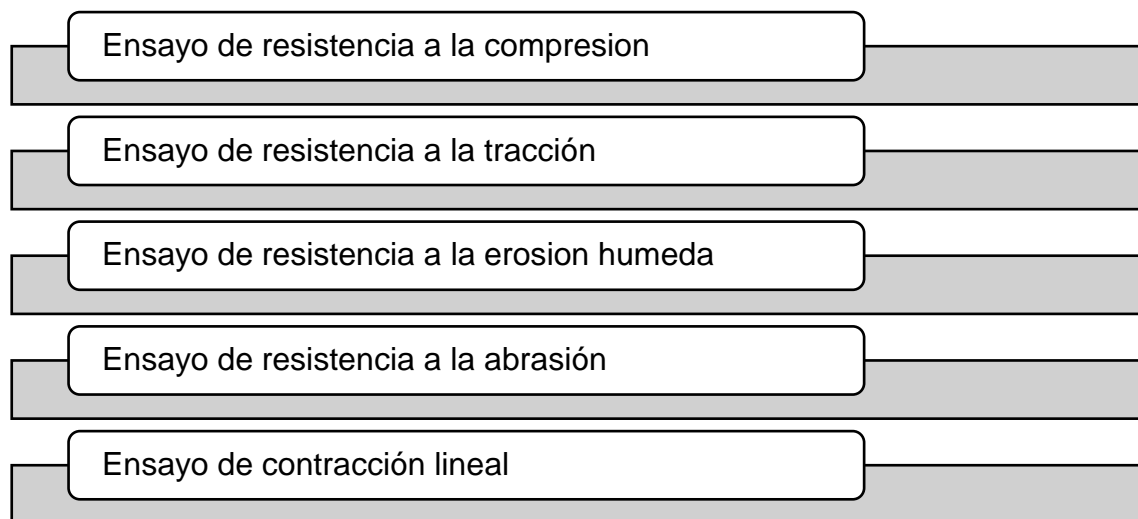 Ensayo de resistencia a la compresion
Ensayo de resistencia a la tracción
Ensayo de resistencia a la erosion humeda
Ensayo de resistencia a la abrasión
Ensayo de contracción lineal